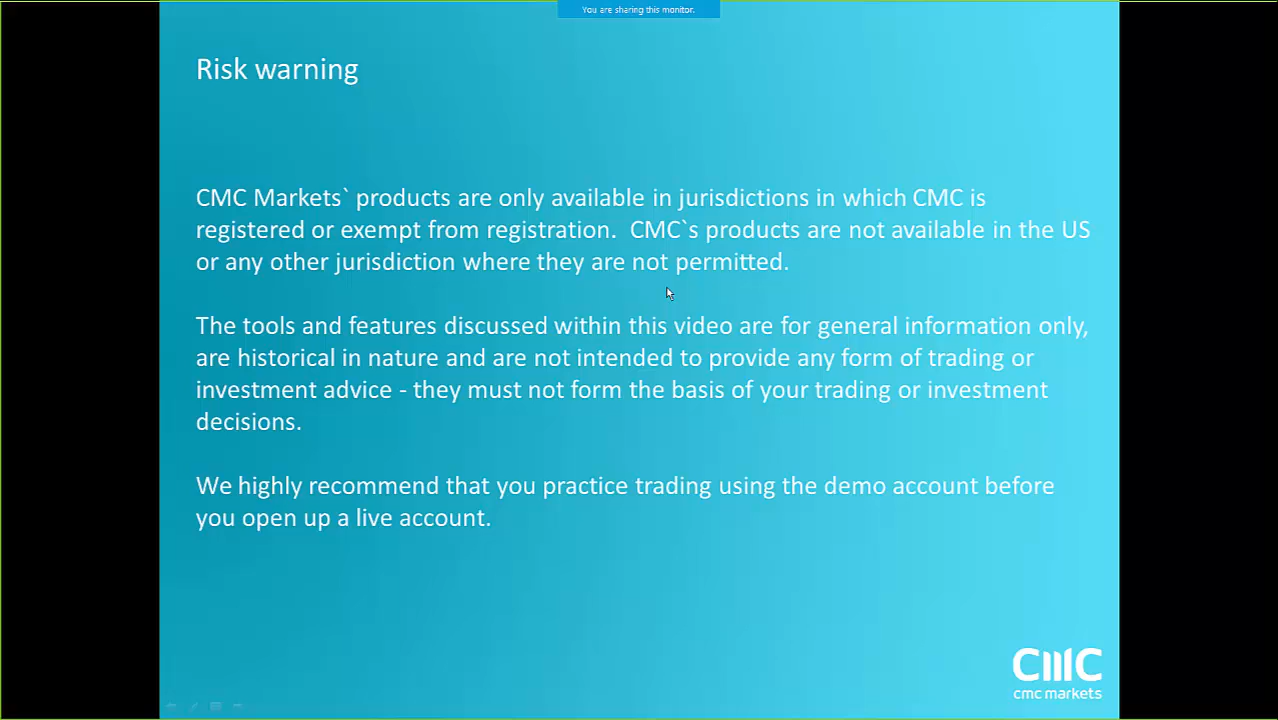 You are sharing this monitor.
Risk warning
CMC Markets` products are only available in jurisdictions in which CMC is
registered or exempt from registration.  CMC`s products are not available in the US
or any other jurisdiction where they are not permitted.
The tools and features discussed within this video are for general information only,
are historical in nature and are not intended to provide any form of trading or
investment advice - they must not form the basis of your trading or investment
decisions.
We highly recommend that you practice trading using the demo account before
you open up a live account.
CMC
cmc markets